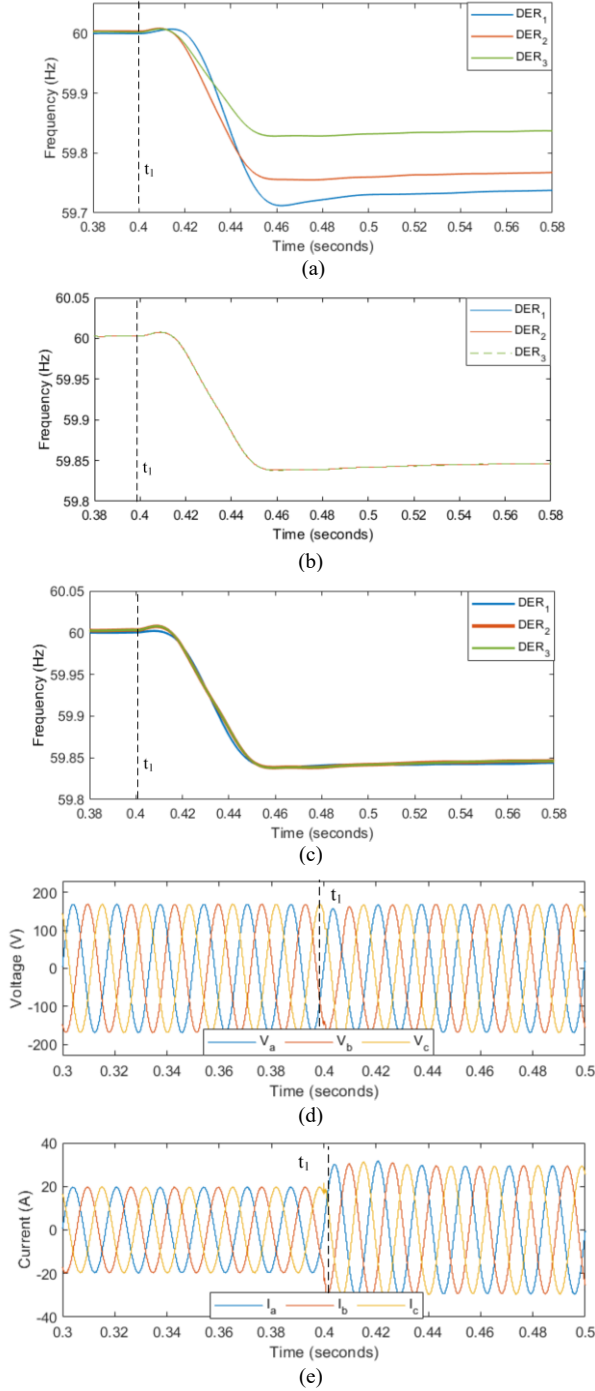 60
59.9
59.8
59.7
Frequency (Hz)
t1
DER1
DER2
DER3
0.38 0.4 0.42 0.44 0.46 0.48 0.5 0.52 0.54 0.56 0.58
Time (seconds)
(a)
60.05
60
59.95
59.9
59.85
59.8
Frequency (Hz)
t1
DER1
DER2
DER3
0.38 0.4 0.42 0.44 0.46 0.48 0.5 0.52 0.54 0.56 0.58
Time (seconds)
(b)
60.05
60
59.95
59.9
59.85
59.8
Frequency (Hz)
t1
DER1
DER2
DER3
0.38 0.4 0.42 0.44 0.46 0.48 0.5 0.52 0.54 0.56 0.58
Time (seconds)
(c)
200
100
0
-100
-200
Voltage (V)
t1
Va Vb Vc
0.3 0.32 0.34 0.36 0.38 0.4 0.42 0.44 0.46 0.48 0.5
Time (seconds)
(d)
40
20
0
-20
-40
Current (A)
t1
Ia Ib Ic
0.3 0.32 0.34 0.36 0.38 0.4 0.42 0.44 0.46 0.48 0.5
Time (seconds)
(e)